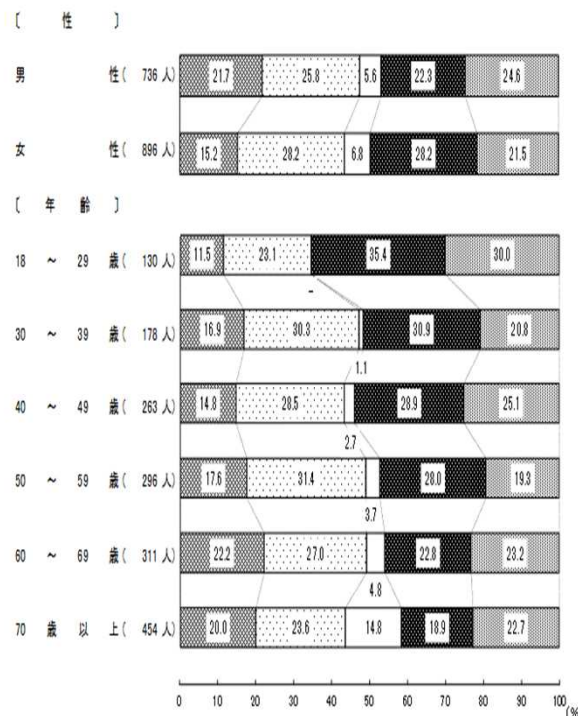 〔 性 〕
男 性( 736 人) 21.7 25.8 5.6 22.3 24.6
女 性( 896 人) 15.2 28.2 6.8 28.2 21.5
〔 年 齢 〕
18 ～ 29 歳( 130 人) 11.5 23.1 35.4 30.0
-
30 ～ 39 歳( 178 人) 16.9 30.3 30.9 20.8
1.1
40 ～ 49 歳( 263 人) 14.8 28.5 28.9 25.1
2.7
50 ～ 59 歳( 296 人) 17.6 31.4 28.0 19.3
3.7
60 ～ 69 歳( 311 人) 22.2 27.0 22.8 23.2
4.8
70 歳 以 上( 454 人) 20.0 23.6 14.8 18.9 22.7
0 10 20 30 40 50 60 70 80 90 100
(%